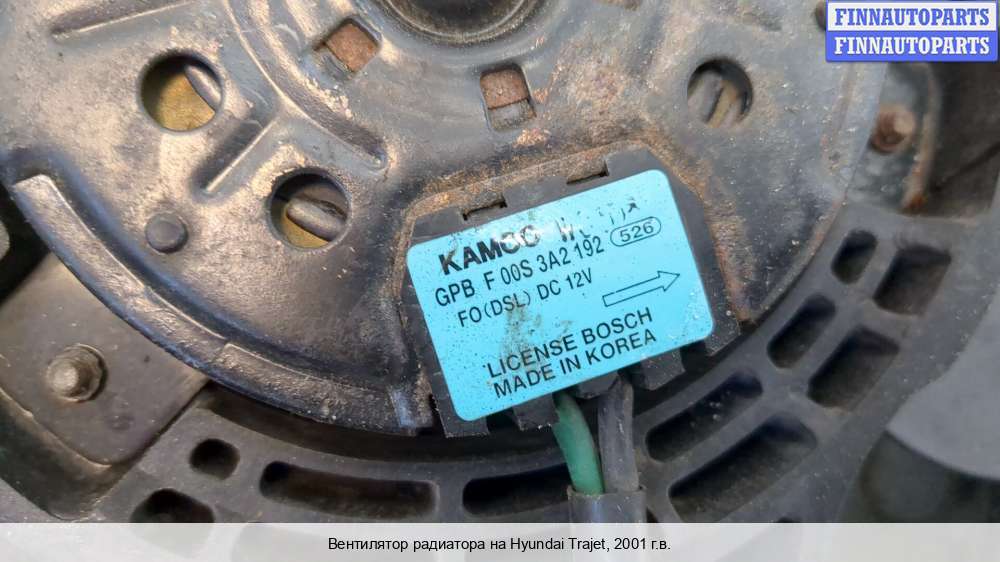 FINNAUTOPARTS
FINNAUTOPARTS
KAMCO
GPB F 00S 3A2 192 526
FO(DSL) DC 12V
LICENSE BOSCH
MADE IN KOREA
Вентилятор радиатора на Hyundai Trajet, 2001 г.в.